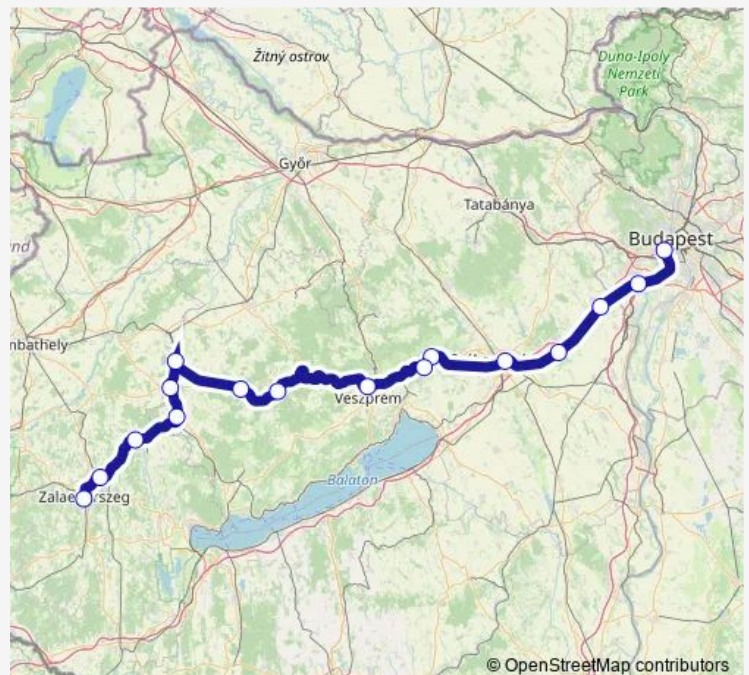 Žitný ostrov
Duna-Ipoly
Nemzeti
Park
Győr
Tatabánya
Budapest
Veszprém
Balaton
© OpenStreetMap contributors